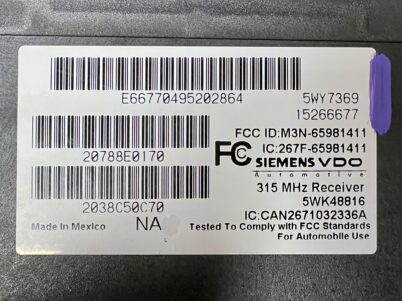 E66770495202864
5WY7369
15266677
FCC ID:M3N-65981411
IC:267F-65981411
20788E0170
FC
SIEMENS VDO
Automotive
315 MHz Receiver
2038C50C70
5WK48816
IC:CAN2671032336A
Made in Mexico
NA
Tested To Comply with FCC Standards
For Automobile Use